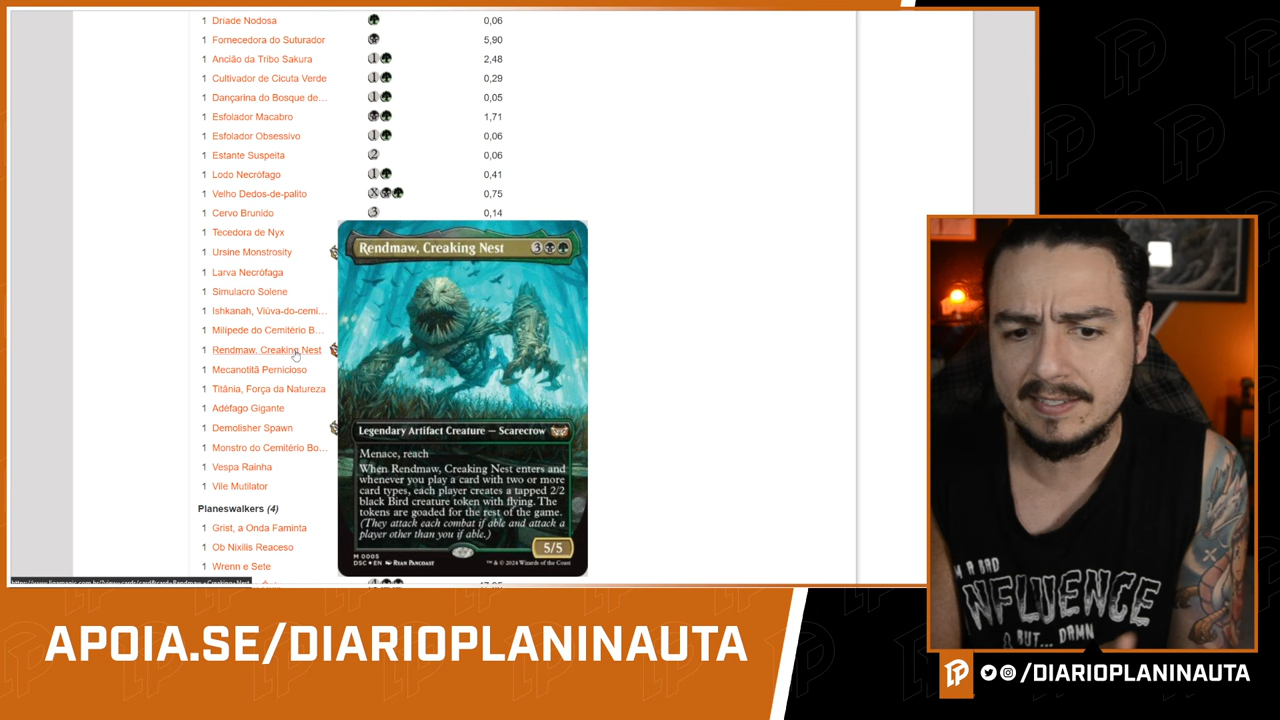 1 Dríade Nodosa 0,06
1 Fornecedora do Suturador 5,90
1 Ancião da Tribo Sakura 1 2,48
1 Cultivador de Cicuta Verde 1 0,29
1 Dançarina do Bosque de... 1 0,05
1 Esfolador Macabro 1,71
1 Esfolador Obsessivo 1 0,06
1 Estante Suspeita 2 0,06
1 Lodo Necrófago 1 0,41
1 Velho Dedos-de-palito X 0,75
1 Cervo Brunido 3 0,14
1 Tecedora de Nyx
1 Ursine Monstrosity
1 Larva Necrófaga
1 Simulacro Solene
1 Ishkanah, Viúva-do-cemi...
1 Milípede do Cemitério B...
1 Rendmaw, Creaking Nest
1 Mecanotitã Pernicioso
1 Titânia, Força da Natureza
1 Adéfago Gigante
1 Demolisher Spawn
1 Monstro do Cemitério Bo...
1 Vespa Rainha
1 Vile Mutilator
Planeswalkers (4)
1 Grist, a Onda Faminta
1 Ob Nixilis Reaceso
1 Wrenn e Sete
Rendmaw, Creaking Nest 3
Legendary Artifact Creature — Scarecrow
Menace, reach
When Rendmaw, Creaking Nest enters and
whenever you play a card with two or more
card types, each player creates a tapped 2/2
black Bird creature token with flying. The
tokens are goaded for the rest of the game.
(They attack each combat if able and attack a
player other than you if able.)
5/5
M 0005
DSC • EN RYAN PANCOAST
™ & © 2024 Wizards of the Coast
NFLUENCE
BUT... DAMN
APOIA.SE/DIARIOPLANINAUTA
/DIARIOPLANINAUTA